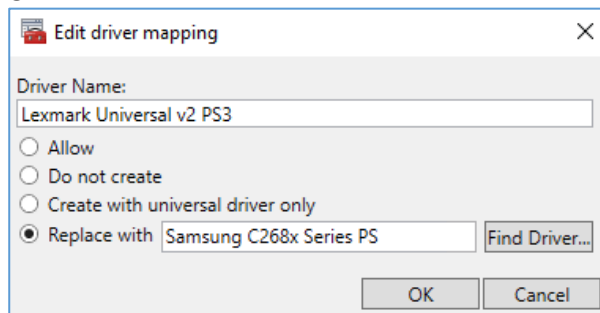 Edit driver mapping
Driver Name:
Lexmark Universal v2 PS3
Allow
Do not create
Create with universal driver only
Replace with Samsung C268x Series PS Find Driver...
OK Cancel